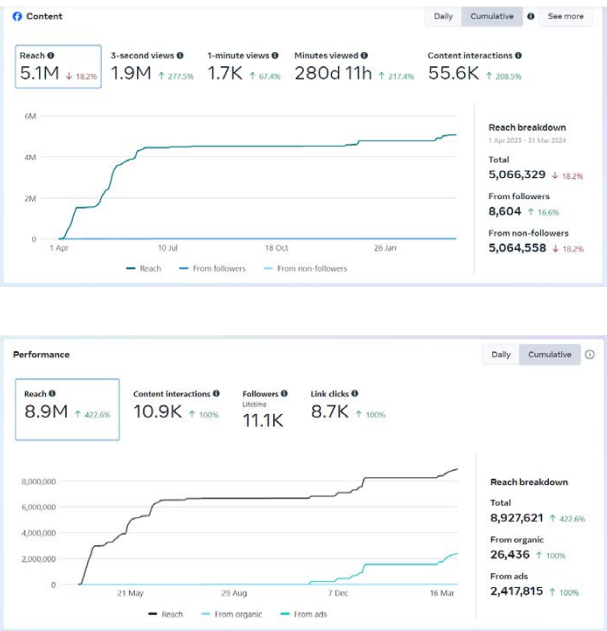 Content
Daily Cumulative See more
Reach 3-second views 1-minute views Minutes viewed Content interactions
5.1M ↓ 18.2% 1.9M ↑ 277.5% 1.7K ↑ 67.4% 280d 11h ↑ 217.4% 55.6K ↑ 208.5%
6M
4M
2M
0
1 Apr 10 Jul 18 Oct 26 Jan
Reach From followers From non-followers
Reach breakdown
1 Apr 2023 - 31 Mar 2024
Total
5,066,329 ↓ 18.2%
From followers
8,604 ↑ 16.6%
From non-followers
5,064,558 ↓ 18.2%
Performance
Daily Cumulative
Reach Content interactions Followers Link clicks
Lifetime
8.9M ↑ 422.6% 10.9K ↑ 100% 11.1K 8.7K ↑ 100%
8,000,000
6,000,000
4,000,000
2,000,000
0
21 May 29 Aug 7 Dec 16 Mar
Reach From organic From ads
Reach breakdown
Total
8,927,621 ↑ 422.6%
From organic
26,436 ↑ 100%
From ads
2,417,815 ↑ 100%